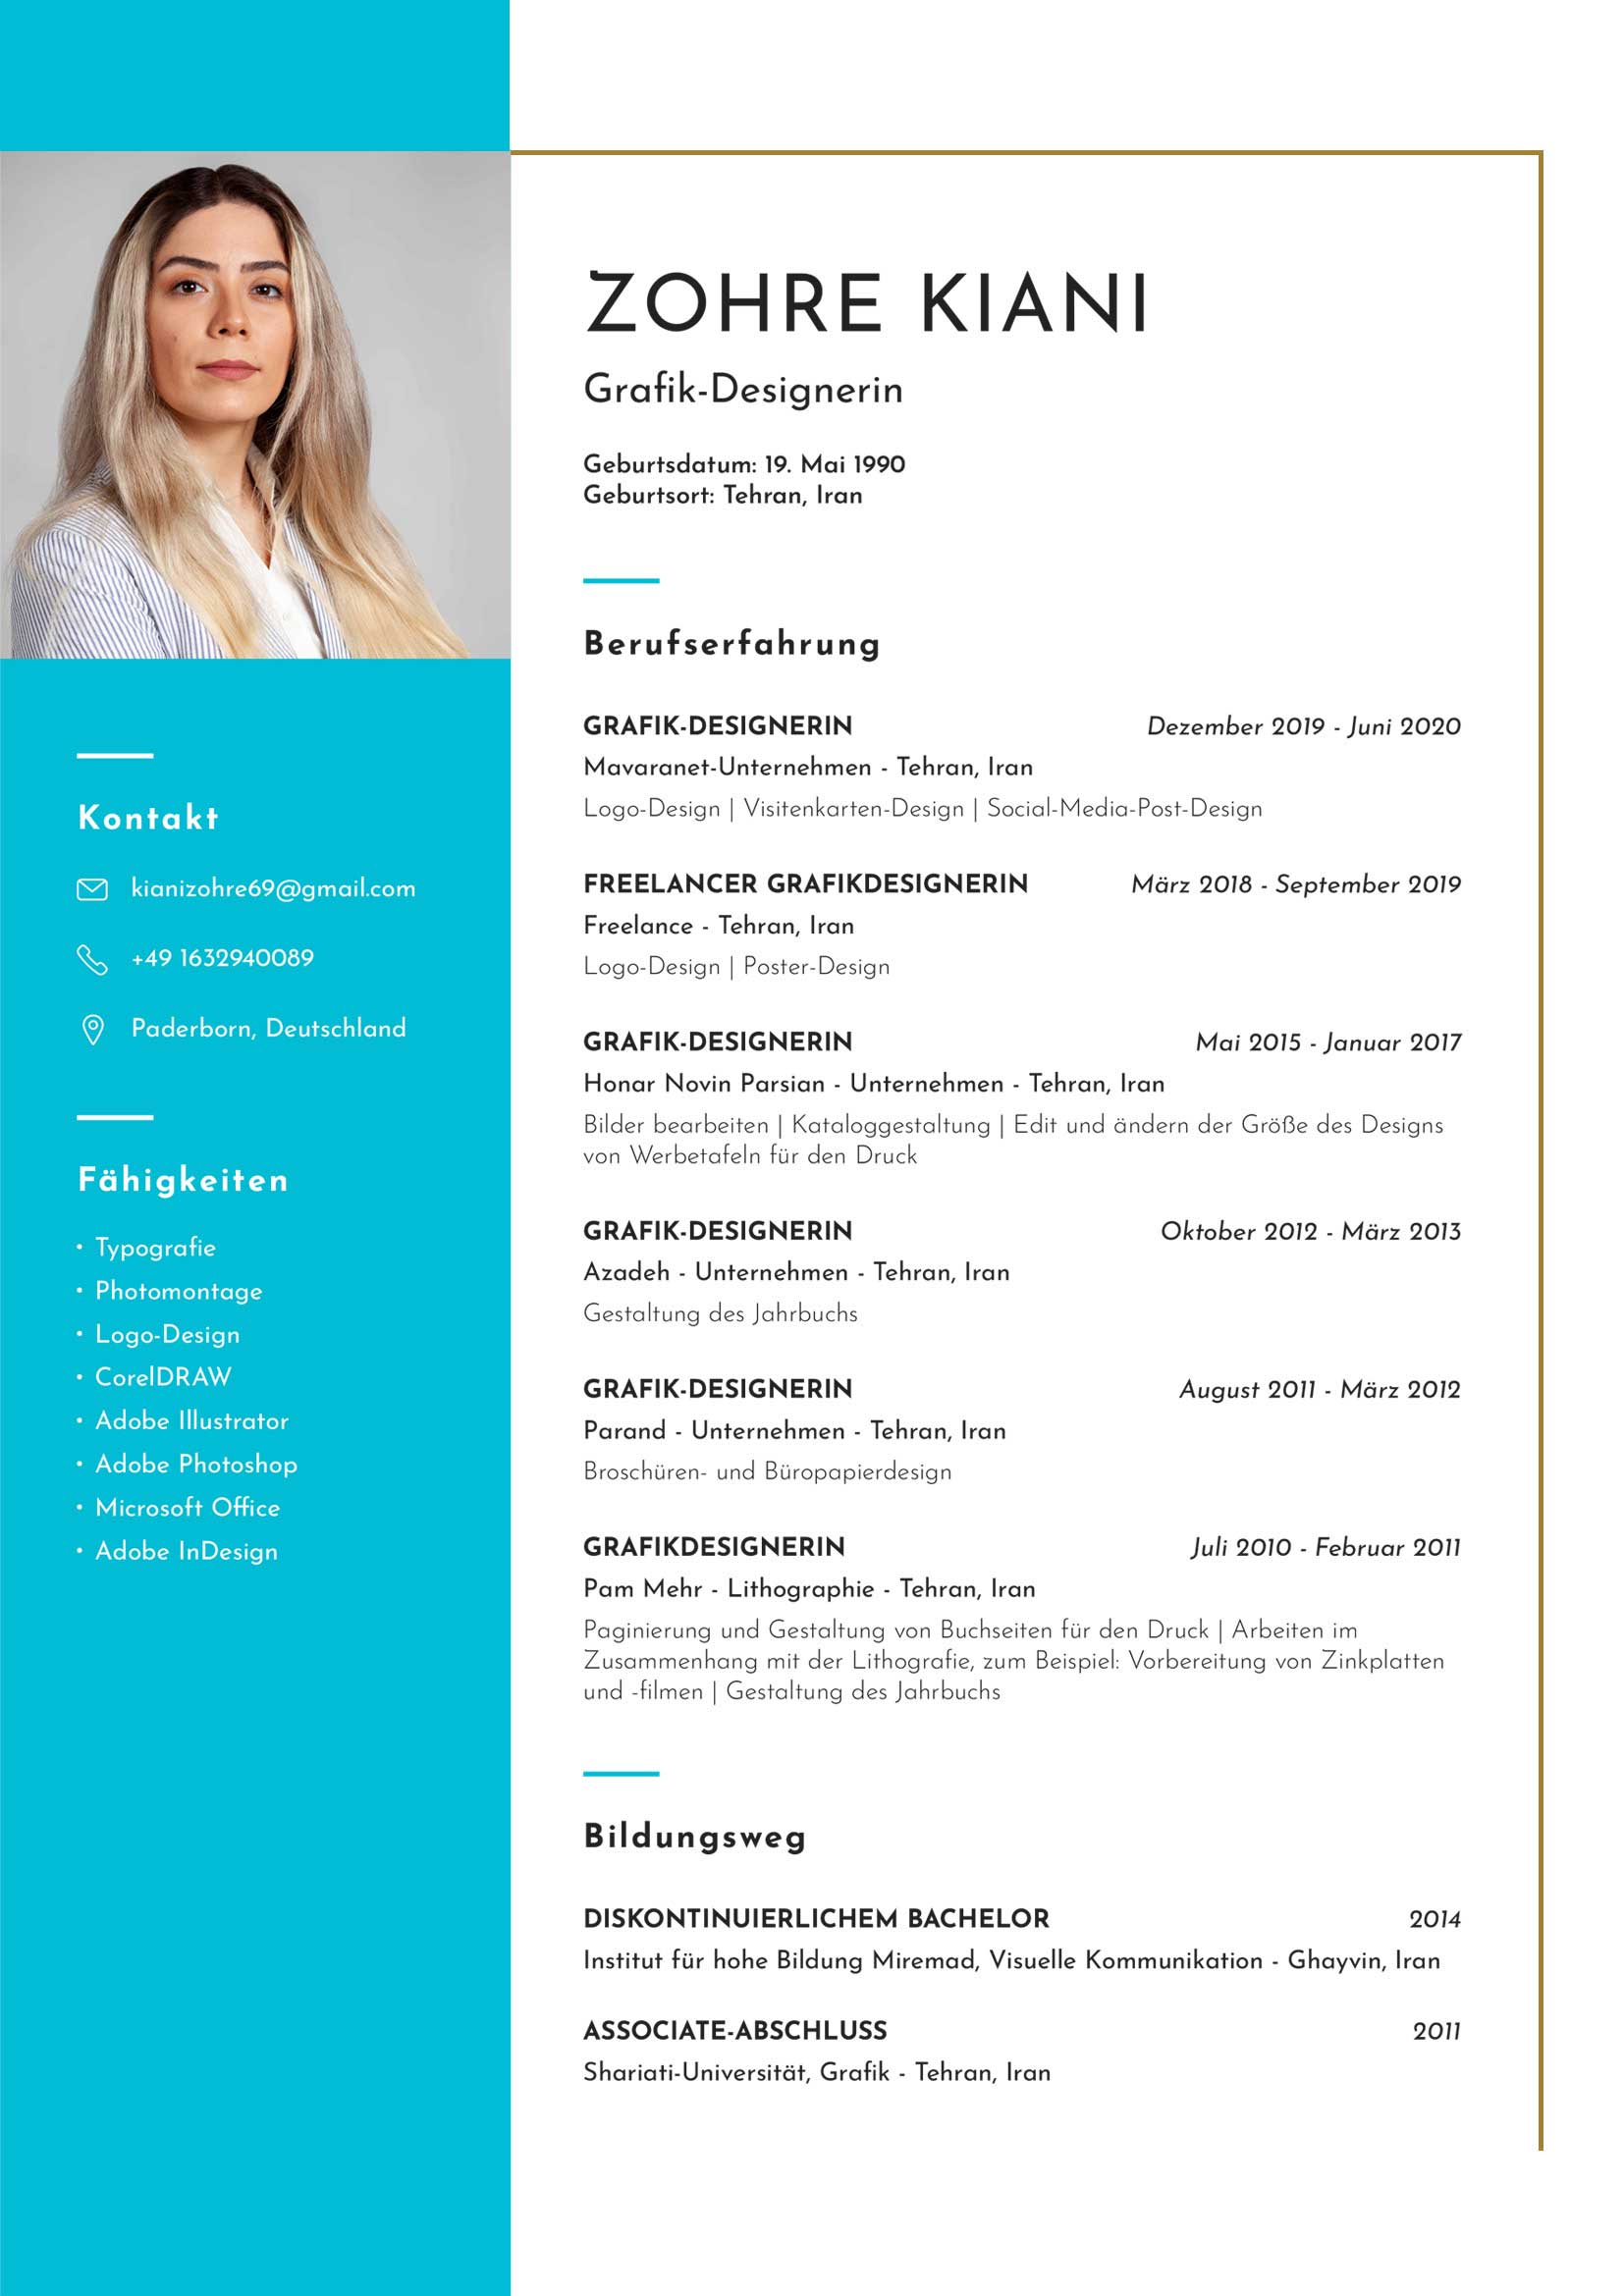 ZOHRE KIANI
Grafik-Designerin
Geburtsdatum: 19. Mai 1990
Geburtsort: Tehran, Iran
Kontakt
kianizohre69@gmail.com
+49 1632940089
Paderborn, Deutschland
Fähigkeiten
• Typografie
• Photomontage
• Logo-Design
• CorelDRAW
• Adobe Illustrator
• Adobe Photoshop
• Microsoft Office
• Adobe InDesign
Berufserfahrung
GRAFIK-DESIGNERIN Dezember 2019 - Juni 2020
Mavaranet-Unternehmen - Tehran, Iran
Logo-Design | Visitenkarten-Design | Social-Media-Post-Design
FREELANCER GRAFIKDESIGNERIN März 2018 - September 2019
Freelance - Tehran, Iran
Logo-Design | Poster-Design
GRAFIK-DESIGNERIN Mai 2015 - Januar 2017
Honar Novin Parsian - Unternehmen - Tehran, Iran
Bilder bearbeiten | Kataloggestaltung | Edit und ändern der Größe des Designs
von Werbetafeln für den Druck
GRAFIK-DESIGNERIN Oktober 2012 - März 2013
Azadeh - Unternehmen - Tehran, Iran
Gestaltung des Jahrbuchs
GRAFIK-DESIGNERIN August 2011 - März 2012
Parand - Unternehmen - Tehran, Iran
Broschüren- und Büropapierdesign
GRAFIKDESIGNERIN Juli 2010 - Februar 2011
Pam Mehr - Lithographie - Tehran, Iran
Paginierung und Gestaltung von Buchseiten für den Druck | Arbeiten im
Zusammenhang mit der Lithografie, zum Beispiel: Vorbereitung von Zinkplatten
und -filmen | Gestaltung des Jahrbuchs
Bildungsweg
DISKONTINUIERLICHEM BACHELOR 2014
Institut für hohe Bildung Miremad, Visuelle Kommunikation - Ghayvin, Iran
ASSOCIATE-ABSCHLUSS 2011
Shariati-Universität, Grafik - Tehran, Iran